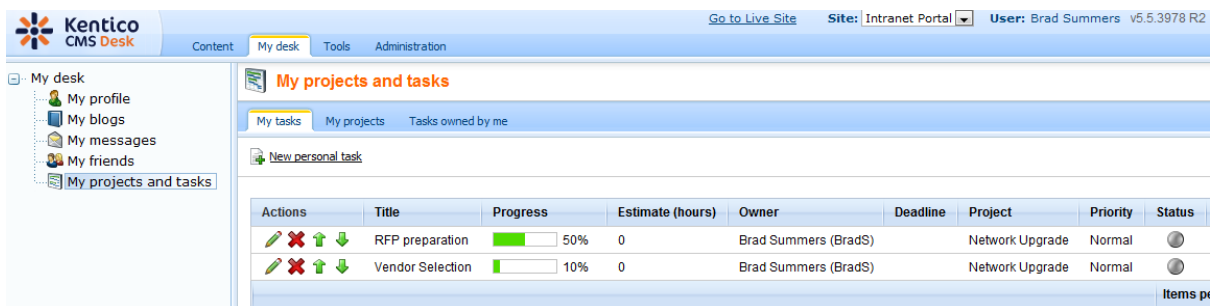 Kentico
CMS Desk
Go to Live Site Site: Intranet Portal User: Brad Summers v5.5.3978 R2
Content My desk Tools Administration
My desk
My profile
My blogs
My messages
My friends
My projects and tasks
My projects and tasks
My tasks My projects Tasks owned by me
New personal task
Actions Title Progress Estimate (hours) Owner Deadline Project Priority Status
RFP preparation 50% 0 Brad Summers (BradS) Network Upgrade Normal
Vendor Selection 10% 0 Brad Summers (BradS) Network Upgrade Normal
Items pe